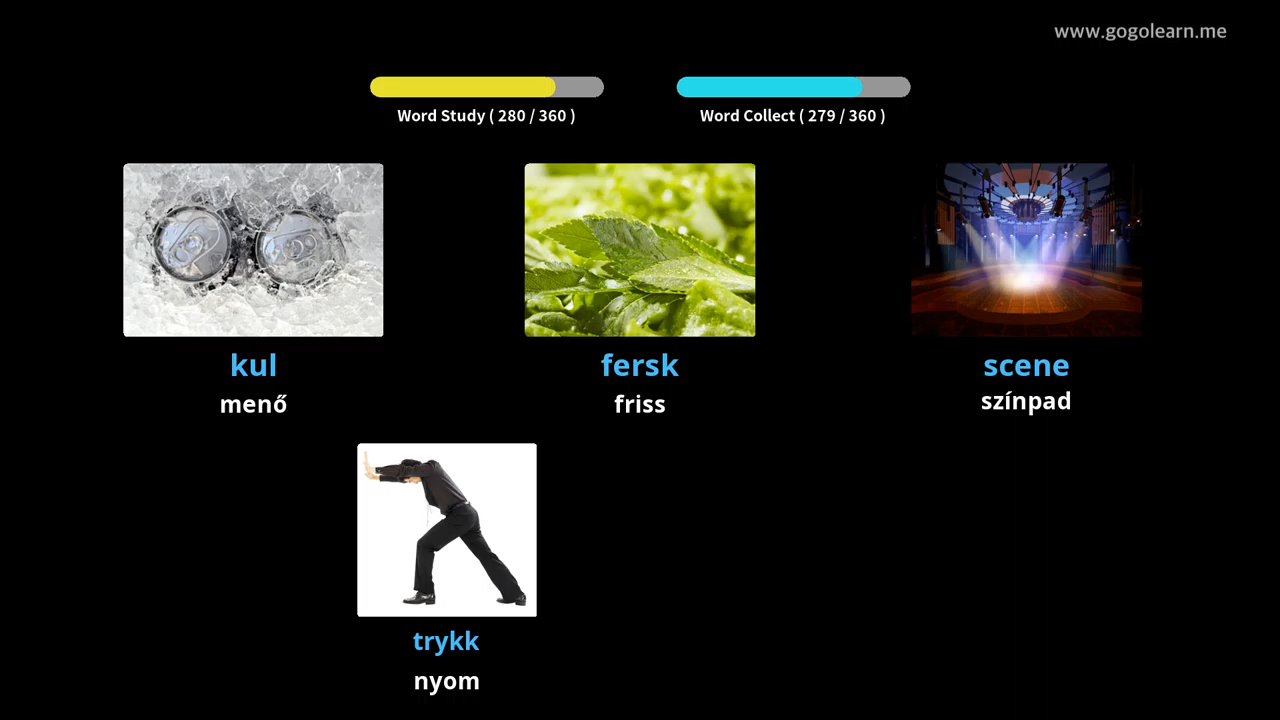 www.gogolearn.me
Word Study ( 280 / 360 )
Word Collect ( 279 / 360 )
kul
menő
fersk
friss
scene
színpad
trykk
nyom